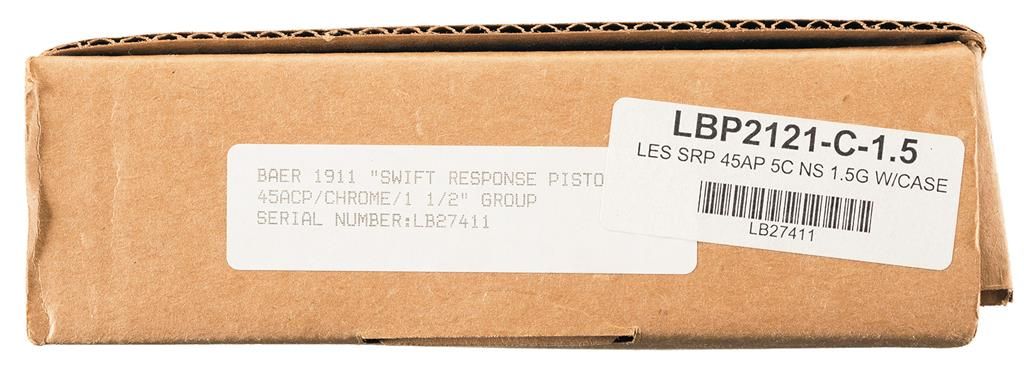 BAER 1911 "SWIFT RESPONSE PISTO
45ACP/CHROME/1 1/2" GROUP
SERIAL NUMBER:LB27411
LBP2121-C-1.5
LES SRP 45AP 5C NS 1.5G W/CASE
LB27411